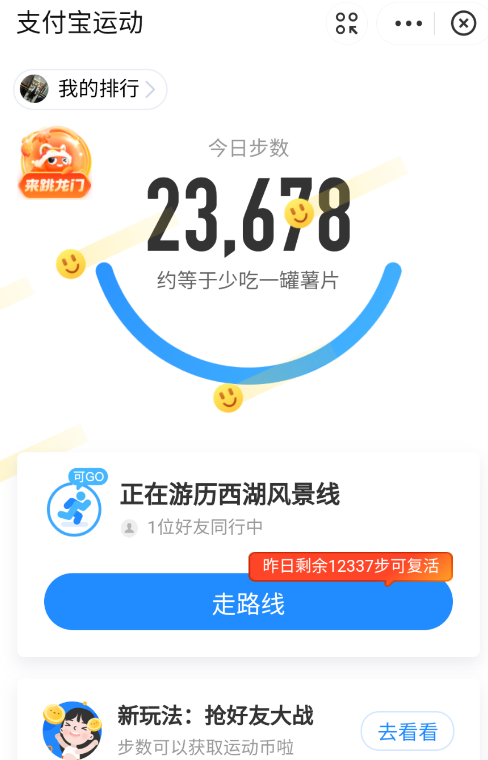 支付宝运动
我的排行
来跳龙门
今日步数
23,678
约等于少吃一罐薯片
可GO
正在游历西湖风景线
1位好友同行中
昨日剩余12337步可复活
走路线
新玩法：抢好友大战
步数可以获取运动币啦
去看看